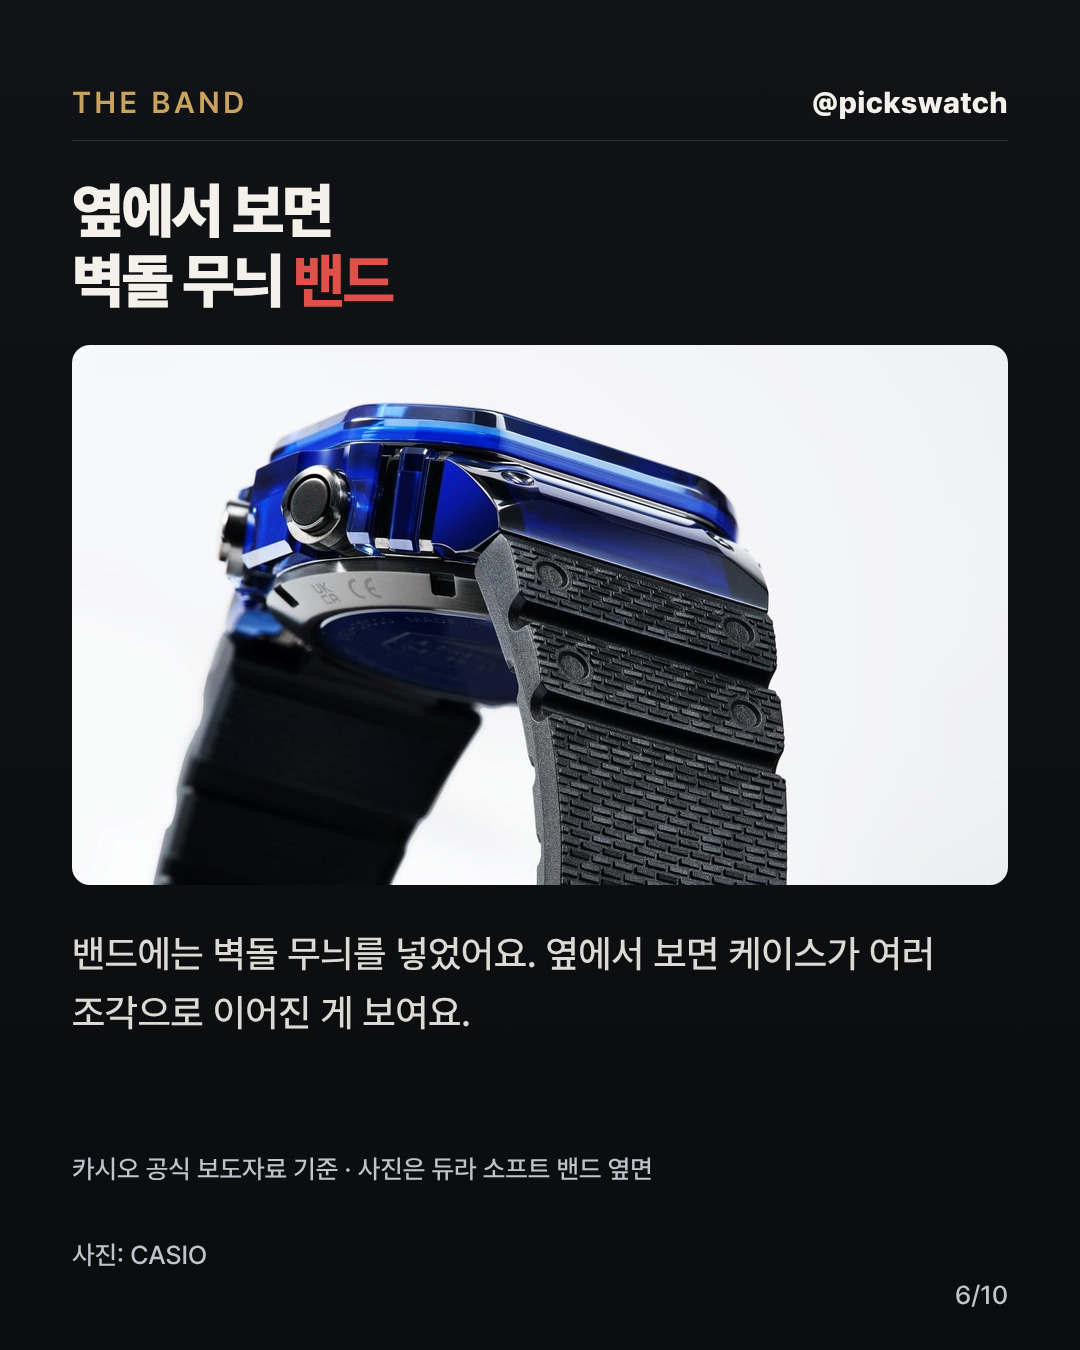 THE BAND
@pickswatch
옆에서 보면
벽돌 무늬 밴드
UK
CA
CE
밴드에는 벽돌 무늬를 넣었어요. 옆에서 보면 케이스가 여러
조각으로 이어진 게 보여요.
카시오 공식 보도자료 기준 · 사진은 듀라 소프트 밴드 옆면
사진: CASIO
6/10